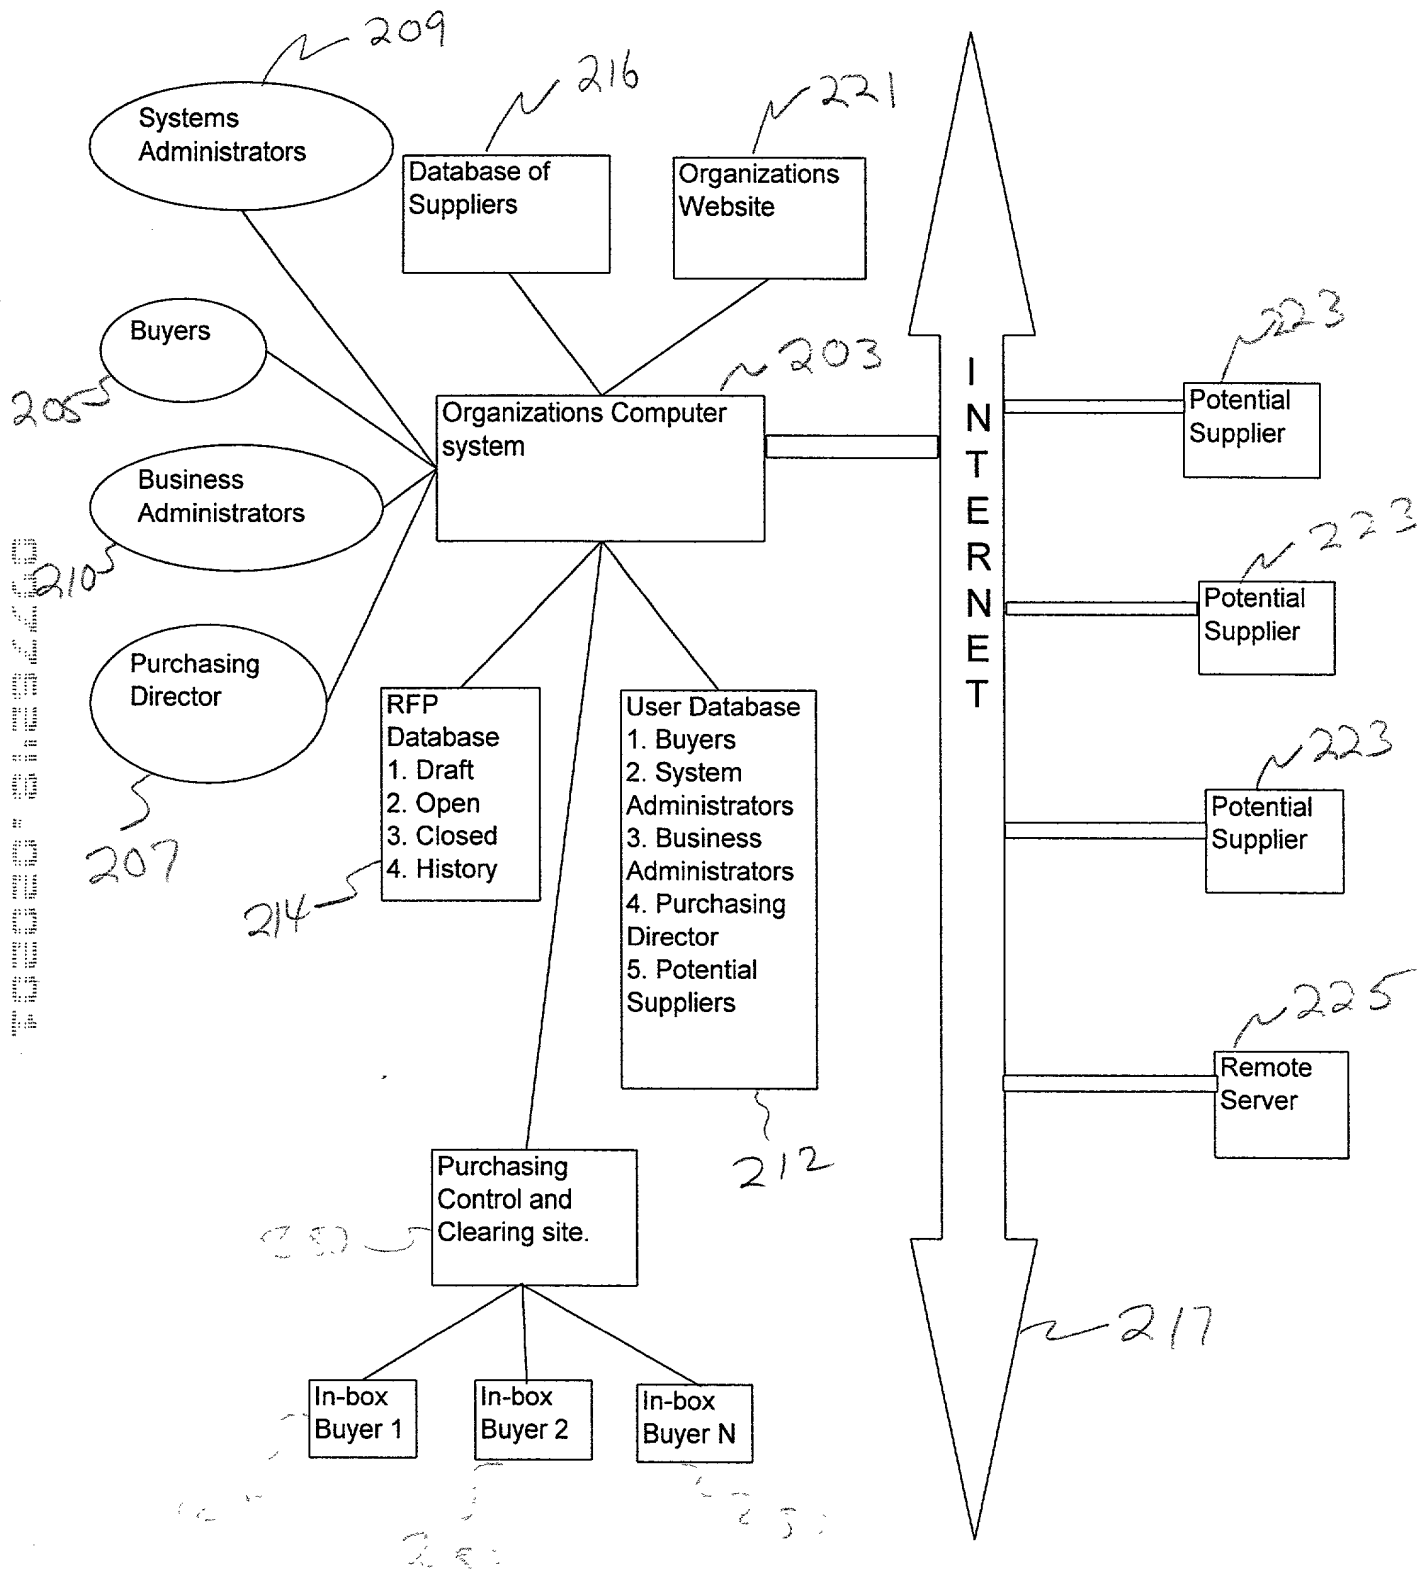 209
Systems
Administrators
216
Database of
Suppliers
221
Organizations
Website
Buyers
205
203
Organizations Computer
system
Business
Administrators
210
Purchasing
Director
207
RFP
Database
1. Draft
2. Open
3. Closed
4. History
214
User Database
1. Buyers
2. System
Administrators
3. Business
Administrators
4. Purchasing
Director
5. Potential
Suppliers
212
Purchasing
Control and
Clearing site.
In-box
Buyer 1
In-box
Buyer 2
In-box
Buyer N
INTERNET
217
223
Potential
Supplier
223
Potential
Supplier
223
Potential
Supplier
225
Remote
Server